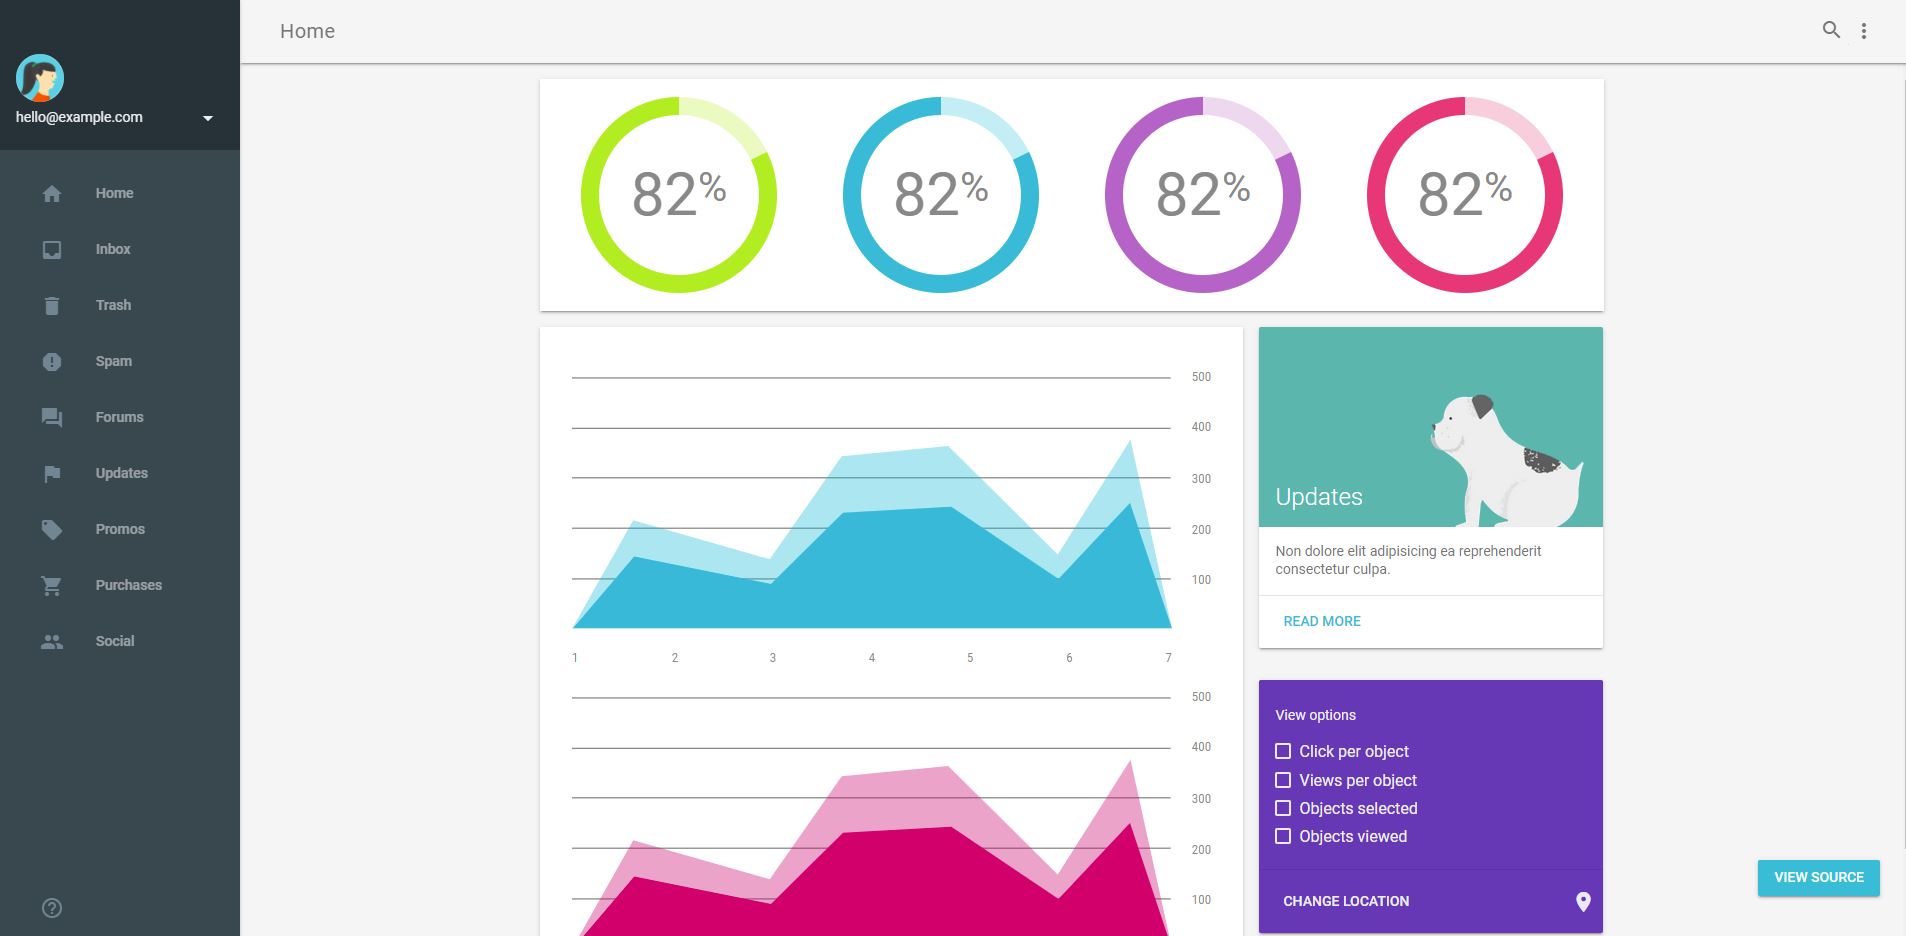 hello@example.com
Home
Inbox
Trash
Spam
Forums
Updates
Promos
Purchases
Social
Home
82%
82%
82%
82%
500
400
300
200
100
1 2 3 4 5 6 7
500
400
300
200
100
Updates
Non dolore elit adipisicing ea reprehenderit
consectetur culpa.
READ MORE
View options
Click per object
Views per object
Objects selected
Objects viewed
CHANGE LOCATION
VIEW SOURCE